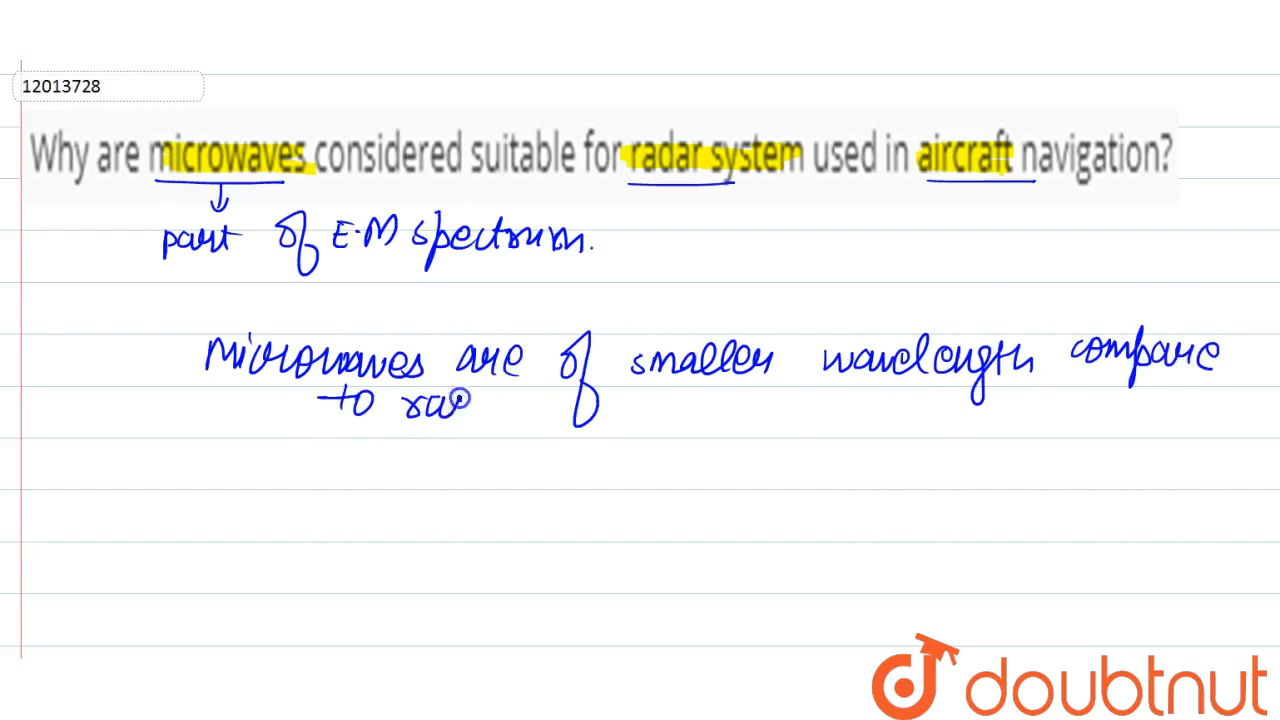 12013728
Why are microwaves considered suitable for radar system used in aircraft navigation?
part of E.M spectrum.
Microwaves are of smaller wavelength compare
to ra
doubtnut